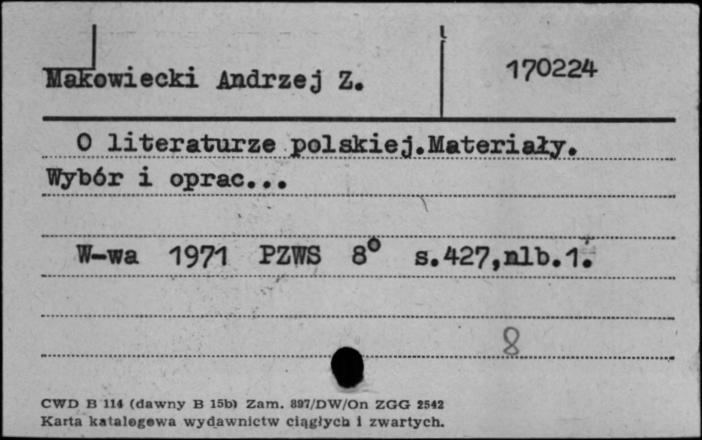 Makowiecki Andrzej Z.
170224
O literaturze polskiej.Materiały.
Wybór i oprac...
W-wa 1971 PZWS 8° s.427,nlb.1.
8
CWD B 114 (dawny B 15b) Zam. 897/DW/On ZGG 2542
Karta katalogowa wydawnictw ciągłych i zwartych.